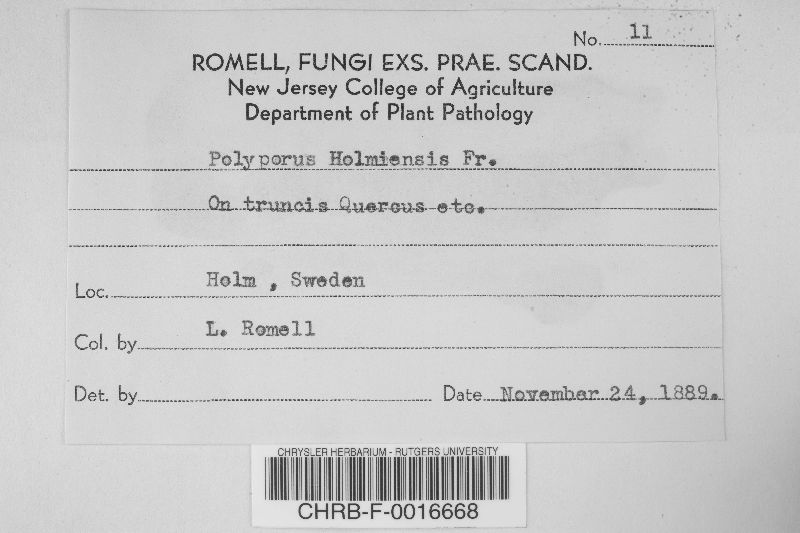 No. 11
ROMELL, FUNGI EXS. PRAE. SCAND.
New Jersey College of Agriculture
Department of Plant Pathology
Polyporus Holmiensis Fr.
On truncis Quercus etc.
Loc. Holm , Sweden
Col. by L. Romell
Det. by Date November 24, 1889.
CHRYSLER HERBARIUM - RUTGERS UNIVERSITY
CHRB-F-0016668